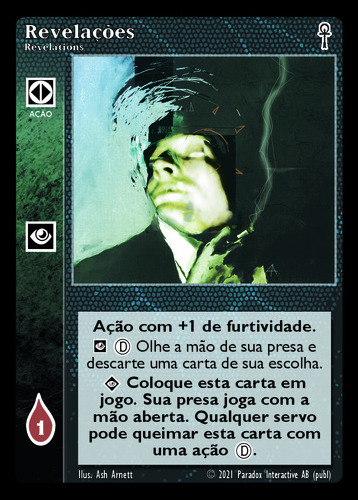 Revelações
Revelations
AÇÃO
Ação com +1 de furtividade.
D Olhe a mão de sua presa e
descarte uma carta de sua escolha.
Coloque esta carta em
jogo. Sua presa joga com a
mão aberta. Qualquer servo
pode queimar esta carta com
uma ação D.
1
Ilus. Ash Arnett
© 2021 Paradox Interactive AB (publ)